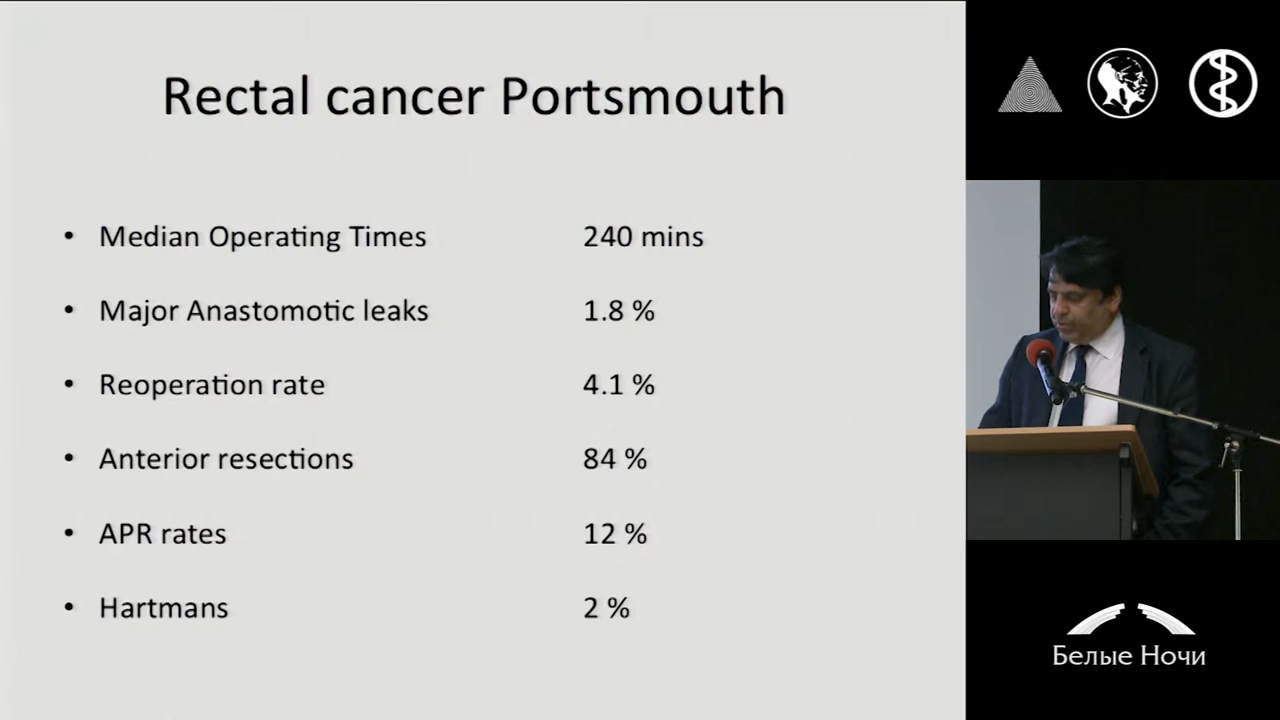 Rectal cancer Portsmouth
• Median Operating Times 240 mins
• Major Anastomotic leaks 1.8 %
• Reoperation rate 4.1 %
• Anterior resections 84 %
• APR rates 12 %
• Hartmans 2 %
Белые Ночи